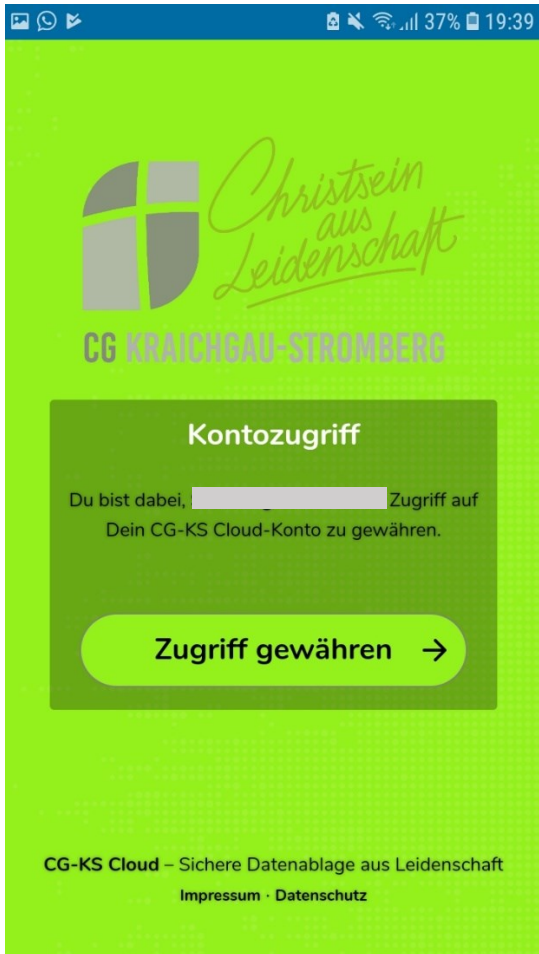 37% 19:39
Christsein
aus
Leidenschaft
CG KRAICHGAU-STROMBERG
Kontozugriff
Du bist dabei, Zugriff auf
Dein CG-KS Cloud-Konto zu gewähren.
Zugriff gewähren →
CG-KS Cloud – Sichere Datenablage aus Leidenschaft
Impressum · Datenschutz